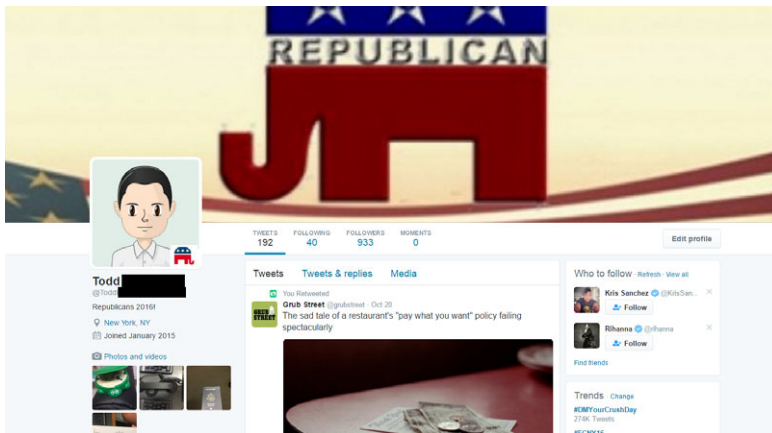 REPUBLICAN
TWEETS FOLLOWING FOLLOWERS MOMENTS
192 40 933 0
Edit profile
Todd
@Todd
Republicans 2016!
New York, NY
Joined January 2015
Photos and videos
Tweets Tweets & replies Media
You Retweeted
GRUB STREET
Grub Street @grubstreet · Oct 20
The sad tale of a restaurant's "pay what you want" policy failing
spectacularly
Who to follow · Refresh · View all
Kris Sanchez @KrisSan...
Follow
Rihanna @rihanna
Follow
Find friends
Trends · Change
#DMYourCrushDay
274K Tweets